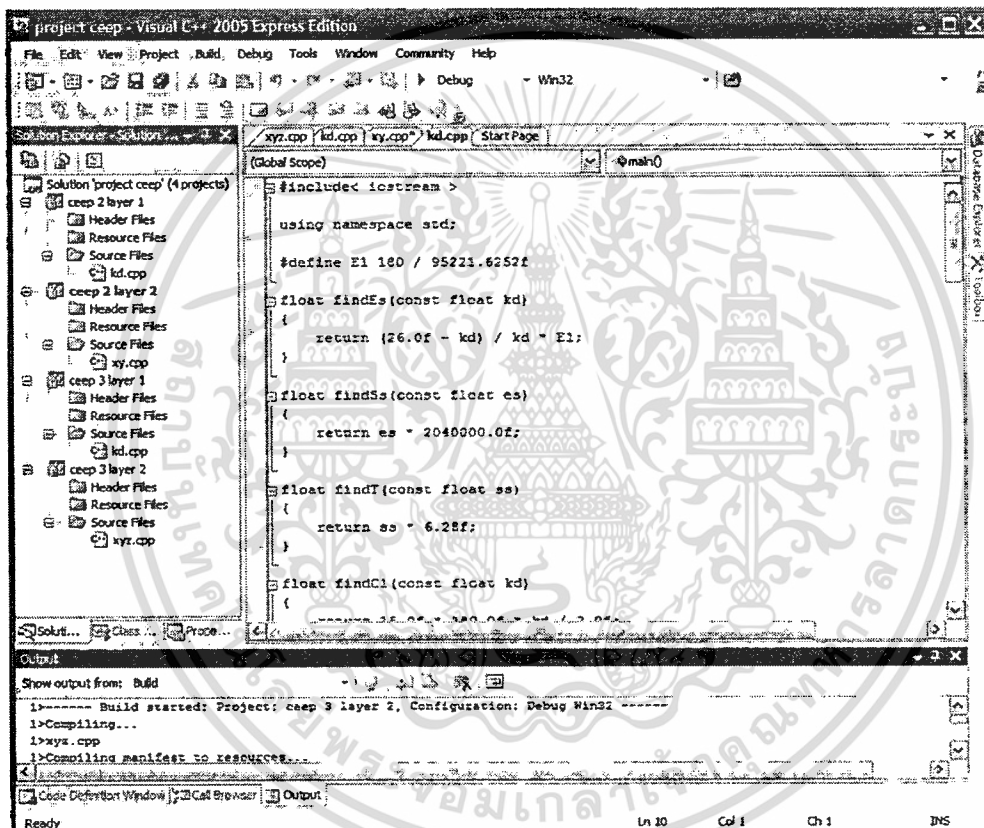 project ceep - Visual C++ 2005 Express Edition
File Edit View Project Build Debug Tools Window Community Help
Debug Win32
Solution Explorer - Solution ...
xyz.cpp kd.cpp xy.cpp* kd.cpp Start Page
(Global Scope) main()
Solution 'project ceep' (4 projects)
ceep 2 layer 1
Header Files
Resource Files
Source Files
kd.cpp
ceep 2 layer 2
Header Files
Resource Files
Source Files
xy.cpp
ceep 3 layer 1
Header Files
Resource Files
Source Files
kd.cpp
ceep 3 layer 2
Header Files
Resource Files
Source Files
xyz.cpp
Soluti... Class ... Prope...
#include< iostream >
using namespace std;
#define E1 180 / 95221.6252f
float findEs(const float kd)
{
return (26.0f - kd) / kd * E1;
}
float findSs(const float es)
{
return es * 2040000.0f;
}
float findT(const float ss)
{
return ss * 6.28f;
}
float findC1(const float kd)
{
Database Explorer Toolbox
Output
Show output from: Build
1>------ Build started: Project: ceep 3 layer 2, Configuration: Debug Win32 ------
1>Compiling...
1>xyz.cpp
1>Compiling manifest to resources...
Code Definition Window Call Browser Output
Ready Ln 10 Col 1 Ch 1 INS